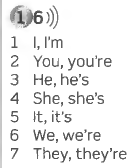 1.6
1 I, I'm
2 You, you're
3 He, he's
4 She, she's
5 It, it's
6 We, we're
7 They, they're